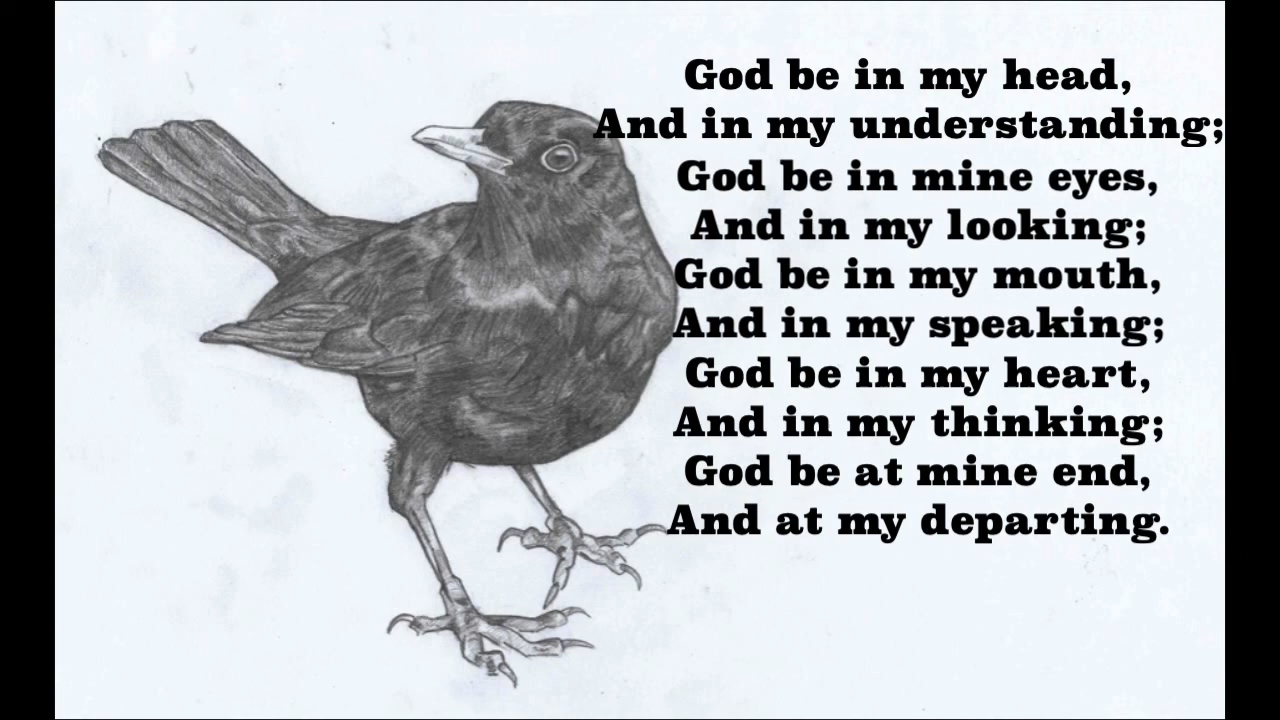 God be in my head,
And in my understanding;
God be in mine eyes,
And in my looking;
God be in my mouth,
And in my speaking;
God be in my heart,
And in my thinking;
God be at mine end,
And at my departing.